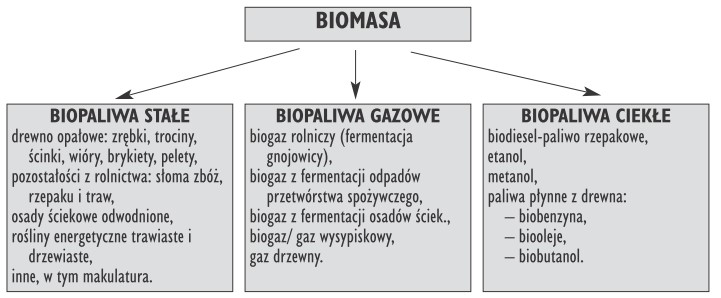 BIOMASA
BIOPALIWA STAŁE
drewno opałowe: zrębki, trociny,
ścinki, wióry, brykiety, pelety,
pozostałości z rolnictwa: słoma zbóż,
rzepaku i traw,
osady ściekowe odwodnione,
rośliny energetyczne trawiaste i
drzewiaste,
inne, w tym makulatura.
BIOPALIWA GAZOWE
biogaz rolniczy (fermentacja
gnojowicy),
biogaz z fermentacji odpadów
przetwórstwa spożywczego,
biogaz z fermentacji osadów ściek.,
biogaz/ gaz wysypiskowy,
gaz drzewny.
BIOPALIWA CIEKŁE
biodiesel-paliwo rzepakowe,
etanol,
metanol,
paliwa płynne z drewna:
– biobenzyna,
– biooleje,
– biobutanol.